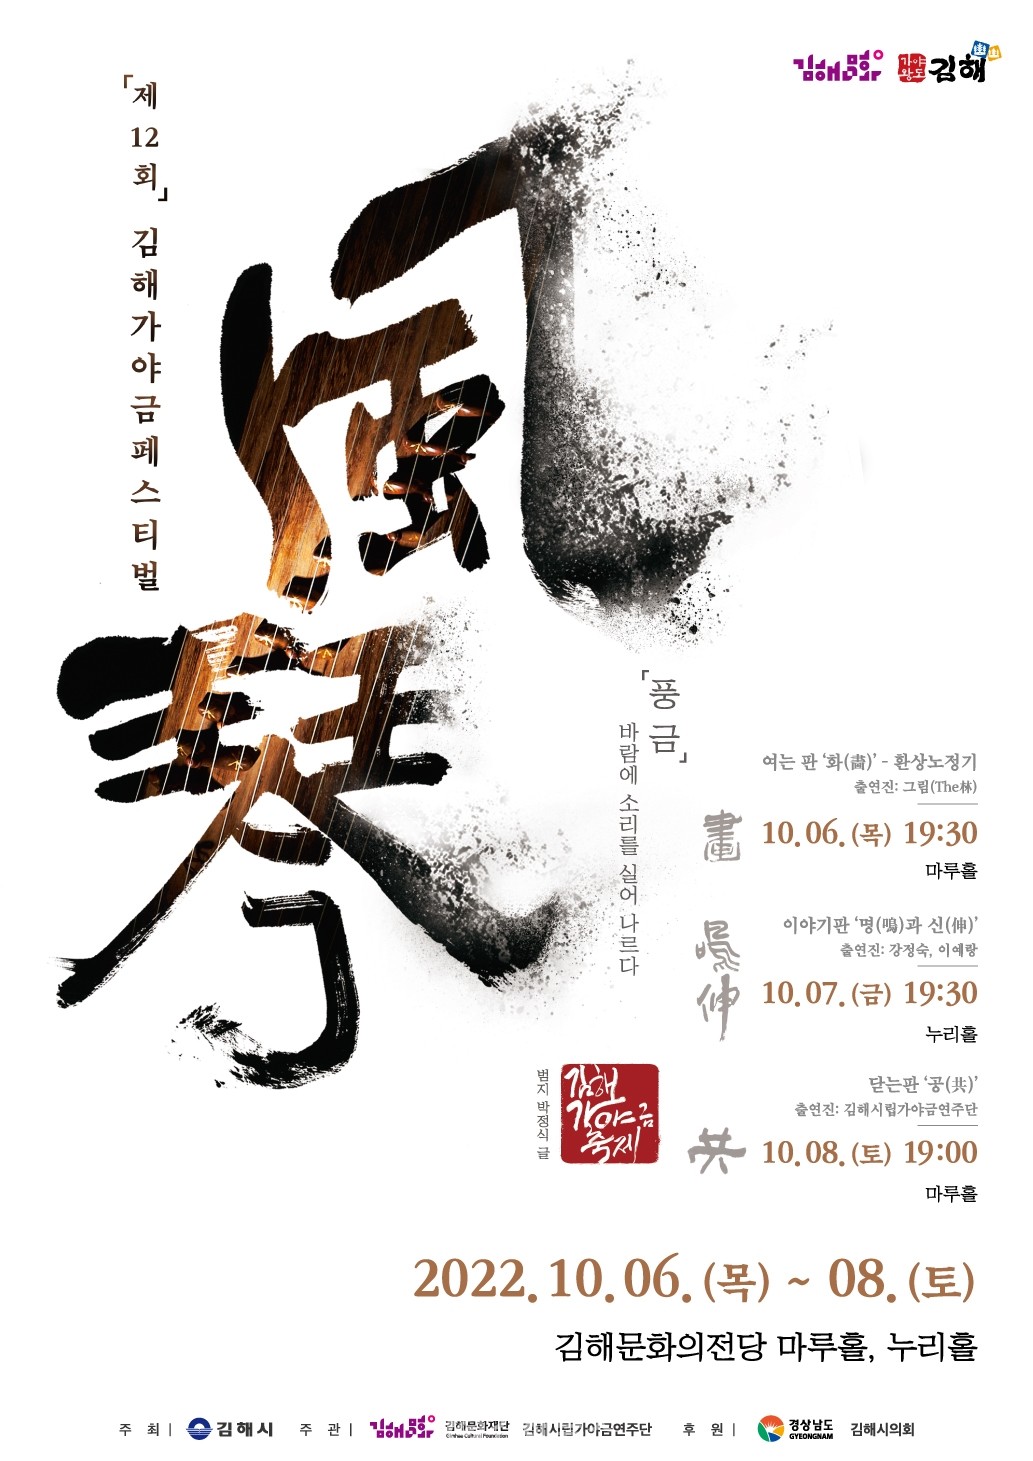 김해문화 가야왕도 김해
「제12회」 김해가야금페스티벌
風琴
「풍금」
바람에 소리를 실어 나르다
여는 판 '화(畵)' - 환상노정기
출연진: 그림(The林)
畵
10.06.(목) 19:30
마루홀
이야기판 '명(鳴)과 신(伸)'
출연진: 강정숙, 이예랑
鳴伸
10.07.(금) 19:30
누리홀
닫는판 '공(共)'
출연진: 김해시립가야금연주단
共
10.08.(토) 19:00
마루홀
범지 박정식 글
김해
가야금
축제
2022.10.06.(목) ~ 08.(토)
김해문화의전당 마루홀, 누리홀
주 최 | 김해시 주 관 | 김해문화 김해문화재단 Gimhae Cultural Foundation 김해시립가야금연주단 후 원 | 경상남도 GYEONGNAM 김해시의회